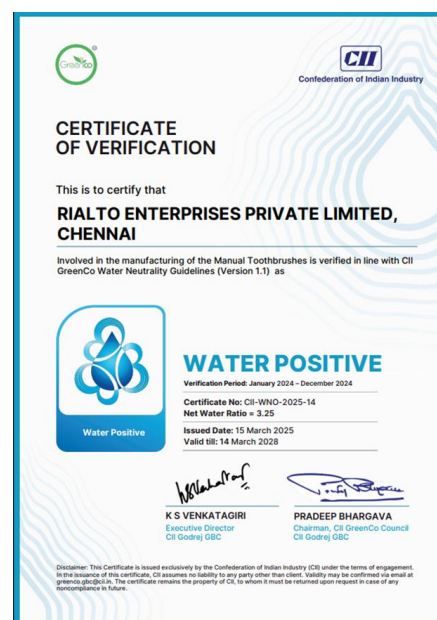 GreenCo
CII
Confederation of Indian Industry
CERTIFICATE
OF VERIFICATION
This is to certify that
RIALTO ENTERPRISES PRIVATE LIMITED,
CHENNAI
Involved in the manufacturing of the Manual Toothbrushes is verified in line with CII
GreenCo Water Neutrality Guidelines (Version 1.1) as
Water Positive
WATER POSITIVE
Verification Period: January 2024 – December 2024
Certificate No: CII-WNO-2025-14
Net Water Ratio = 3.25
Issued Date: 15 March 2025
Valid till: 14 March 2028
K S VENKATAGIRI
Executive Director
CII Godrej GBC
PRADEEP BHARGAVA
Chairman, CII GreenCo Council
CII Godrej GBC
Disclaimer: This Certificate is issued exclusively by the Confederation of Indian Industry (CII) under the terms of engagement.
In the issuance of this certificate, CII assumes no liability to any party other than client. Validity may be confirmed via email at
greenco.gbc@cii.in. The certificate remains the property of CII, to whom it must be returned upon request in case of any
noncompliance in future.